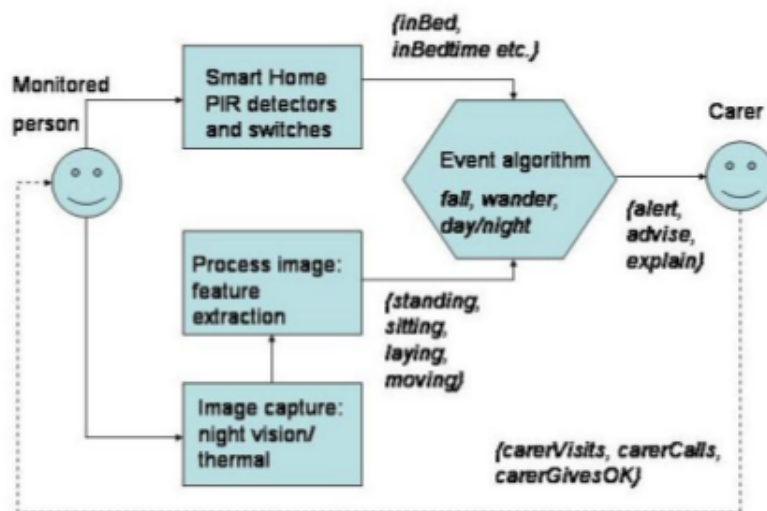 {inBed,
inBedtime etc.}
Monitored
person
Smart Home
PIR detectors
and switches
Carer
Event algorithm
fall, wander,
day/night
{alert,
advise,
explain}
Process image:
feature
extraction
{standing,
sitting,
laying,
moving}
Image capture:
night vision/
thermal
{carerVisits, carerCalls,
carerGivesOK}